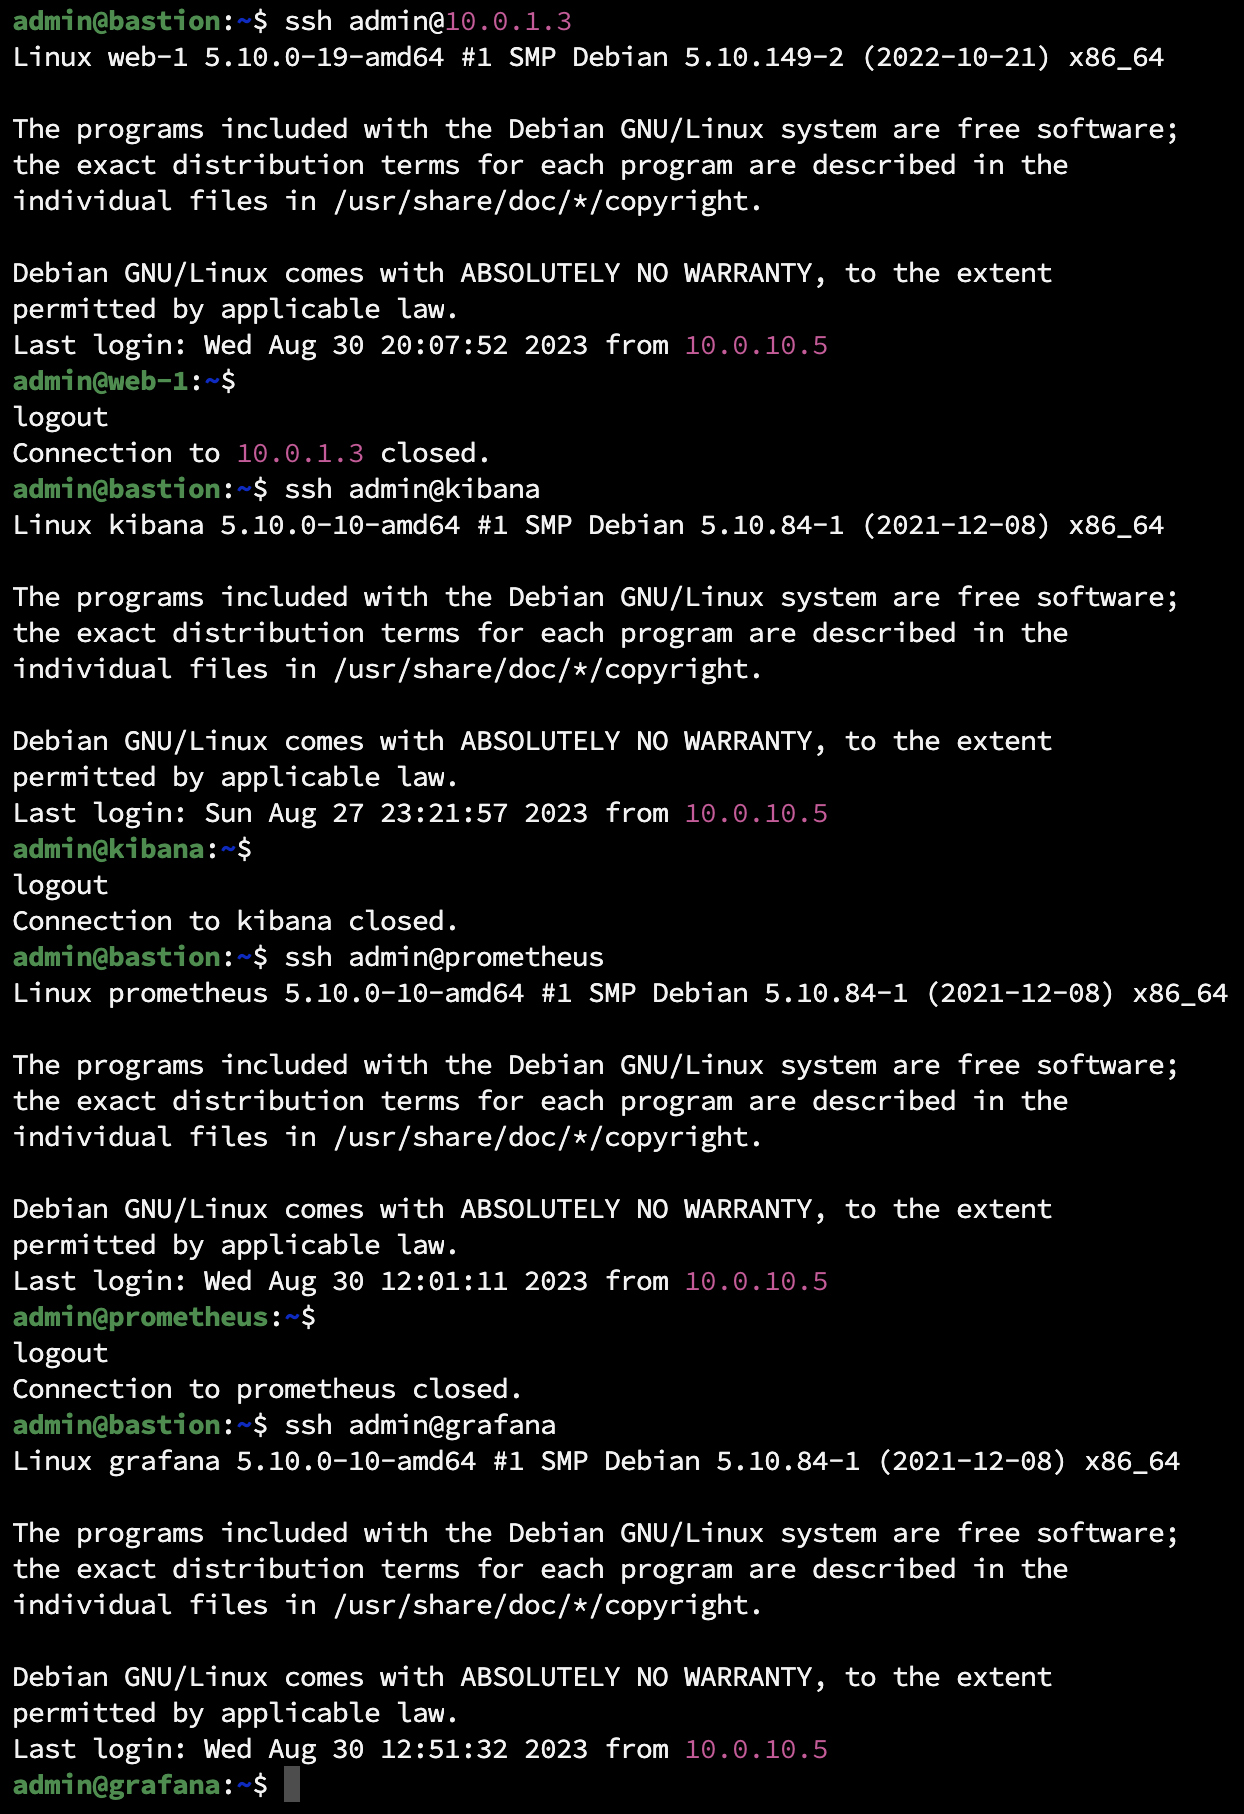 admin@bastion:~$ ssh admin@10.0.1.3
Linux web-1 5.10.0-19-amd64 #1 SMP Debian 5.10.149-2 (2022-10-21) x86_64
The programs included with the Debian GNU/Linux system are free software;
the exact distribution terms for each program are described in the
individual files in /usr/share/doc/*/copyright.
Debian GNU/Linux comes with ABSOLUTELY NO WARRANTY, to the extent
permitted by applicable law.
Last login: Wed Aug 30 20:07:52 2023 from 10.0.10.5
admin@web-1:~$
logout
Connection to 10.0.1.3 closed.
admin@bastion:~$ ssh admin@kibana
Linux kibana 5.10.0-10-amd64 #1 SMP Debian 5.10.84-1 (2021-12-08) x86_64
The programs included with the Debian GNU/Linux system are free software;
the exact distribution terms for each program are described in the
individual files in /usr/share/doc/*/copyright.
Debian GNU/Linux comes with ABSOLUTELY NO WARRANTY, to the extent
permitted by applicable law.
Last login: Sun Aug 27 23:21:57 2023 from 10.0.10.5
admin@kibana:~$
logout
Connection to kibana closed.
admin@bastion:~$ ssh admin@prometheus
Linux prometheus 5.10.0-10-amd64 #1 SMP Debian 5.10.84-1 (2021-12-08) x86_64
The programs included with the Debian GNU/Linux system are free software;
the exact distribution terms for each program are described in the
individual files in /usr/share/doc/*/copyright.
Debian GNU/Linux comes with ABSOLUTELY NO WARRANTY, to the extent
permitted by applicable law.
Last login: Wed Aug 30 12:01:11 2023 from 10.0.10.5
admin@prometheus:~$
logout
Connection to prometheus closed.
admin@bastion:~$ ssh admin@grafana
Linux grafana 5.10.0-10-amd64 #1 SMP Debian 5.10.84-1 (2021-12-08) x86_64
The programs included with the Debian GNU/Linux system are free software;
the exact distribution terms for each program are described in the
individual files in /usr/share/doc/*/copyright.
Debian GNU/Linux comes with ABSOLUTELY NO WARRANTY, to the extent
permitted by applicable law.
Last login: Wed Aug 30 12:51:32 2023 from 10.0.10.5
admin@grafana:~$